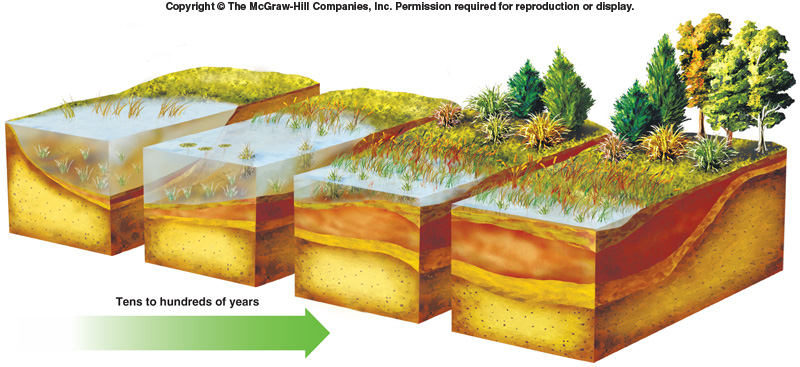 Copyright © The McGraw-Hill Companies, Inc. Permission required for reproduction or display.
Tens to hundreds of years